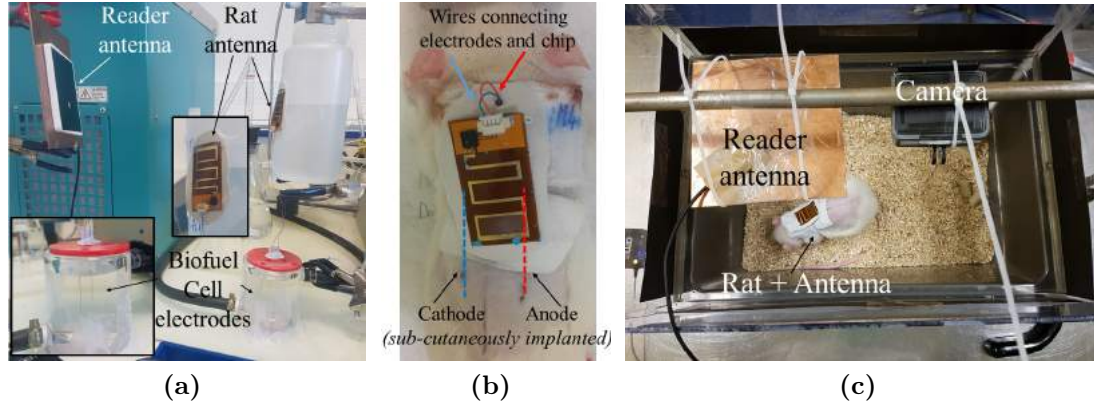 Reader
antenna
Rat
antenna
Biofuel
Cell
electrodes
(a)
Wires connecting
electrodes and chip
Cathode
Anode
(sub-cutaneously implanted)
(b)
Camera
Reader
antenna
Rat + Antenna
(c)